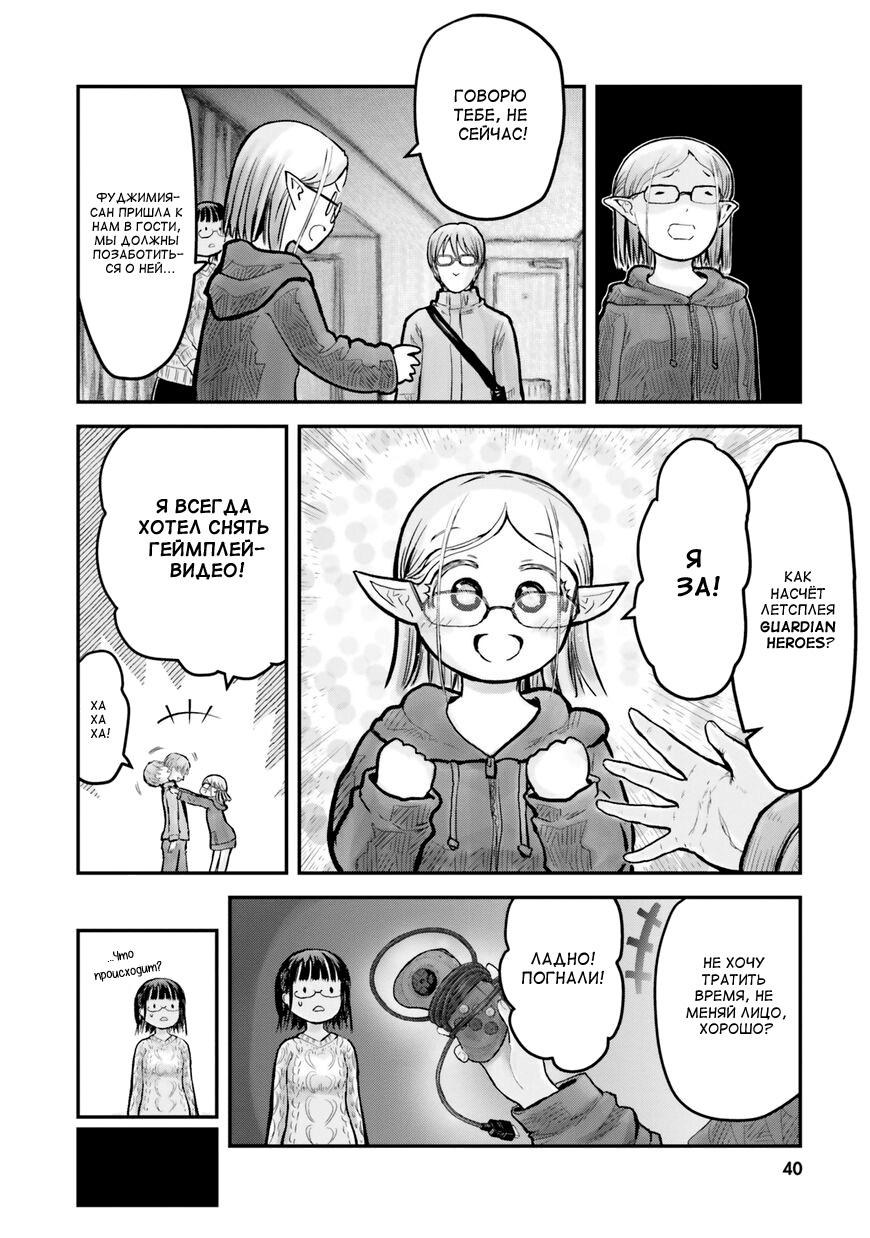 ГОВОРЮ
ТЕБЕ, НЕ
СЕЙЧАС!
ФУДЖИМИЯ-
САН ПРИШЛА К
НАМ В ГОСТИ,
МЫ ДОЛЖНЫ
ПОЗАБОТИТЬ-
СЯ О НЕЙ...
КАК
НАСЧЁТ
ЛЕТСПЛЕЯ
GUARDIAN
HEROES?
Я
ЗА!
Я ВСЕГДА
ХОТЕЛ СНЯТЬ
ГЕЙМПЛЕЙ-
ВИДЕО!
ХА
ХА
ХА!
НЕ ХОЧУ
ТРАТИТЬ
ВРЕМЯ, НЕ
МЕНЯЙ ЛИЦО,
ХОРОШО?
ЛАДНО!
ПОГНАЛИ!
...Что
происходит?
40